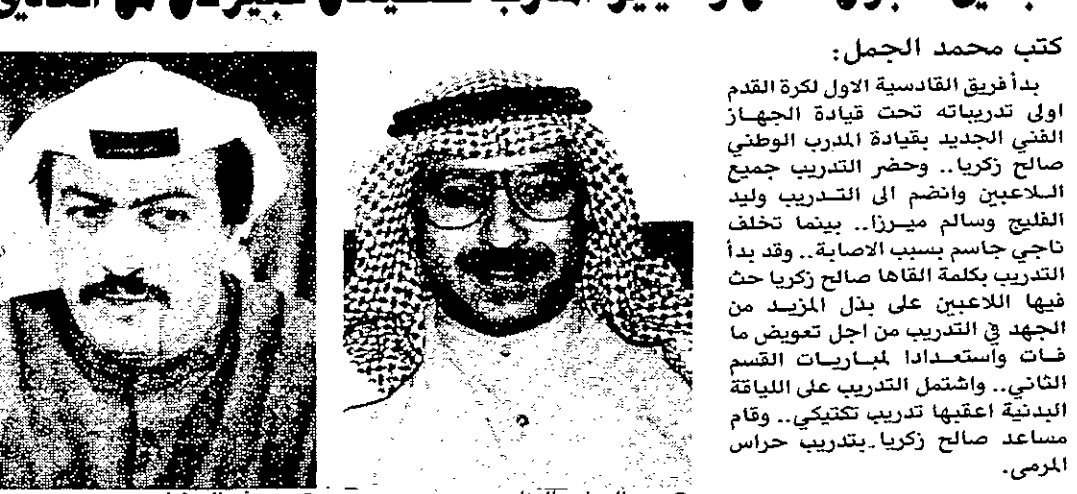 كتب محمد الجمل:
بدأ فريق القادسية الاول لكرة القدم
اولى تدريباته تحت قيادة الجهاز
الفني الجديد بقيادة المدرب الوطني
صالح زكريا.. وحضر التدريب جميع
اللاعبين وانضم الى التدريب وليد
الفليج وسالم ميرزا.. بينما تخلف
ناجي جاسم بسبب الاصابة.. وقد بدأ
التدريب بكلمة القاها صالح زكريا حث
فيها اللاعبين على بذل المزيد من
الجهد في التدريب من اجل تعويض ما
فات واستعدادا لمباريات القسم
الثاني.. واشتمل التدريب على اللياقة
البدنية اعقبها تدريب تكتيكي.. وقام
مساعد صالح زكريا بتدريب حراس
المرمى.